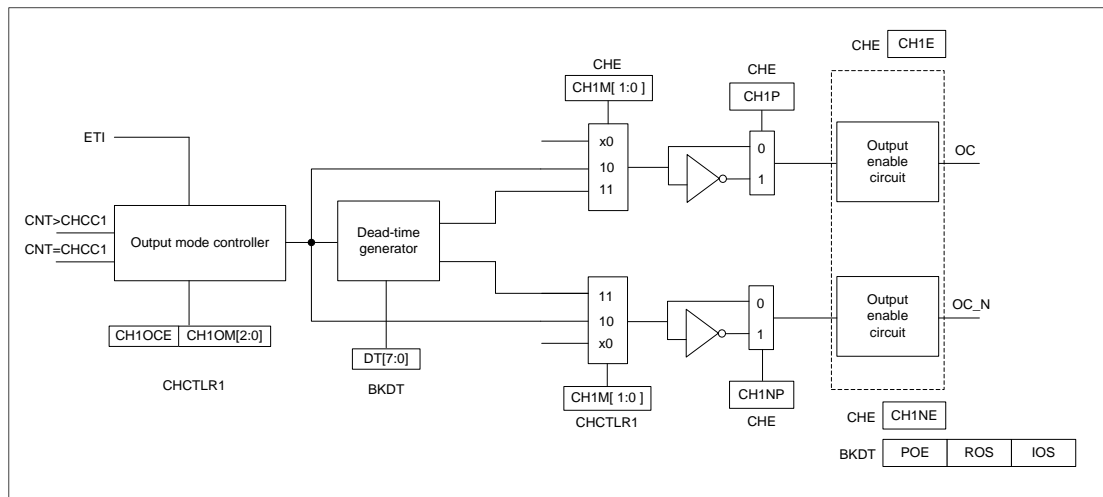 CHE
CH1E
CHE
CH1M[ 1:0 ]
CHE
CH1P
ETI
x0
10
11
0
1
Output
enable
circuit
OC
CNT>CHCC1
CNT=CHCC1
Output mode controller
Dead-time
generator
11
10
x0
0
1
Output
enable
circuit
OC_N
CH1OCE
CH1OM[2:0]
CHCTLR1
DT[7:0]
BKDT
CH1M[ 1:0 ]
CHCTLR1
CH1NP
CHE
CHE
CH1NE
BKDT
POE
ROS
IOS